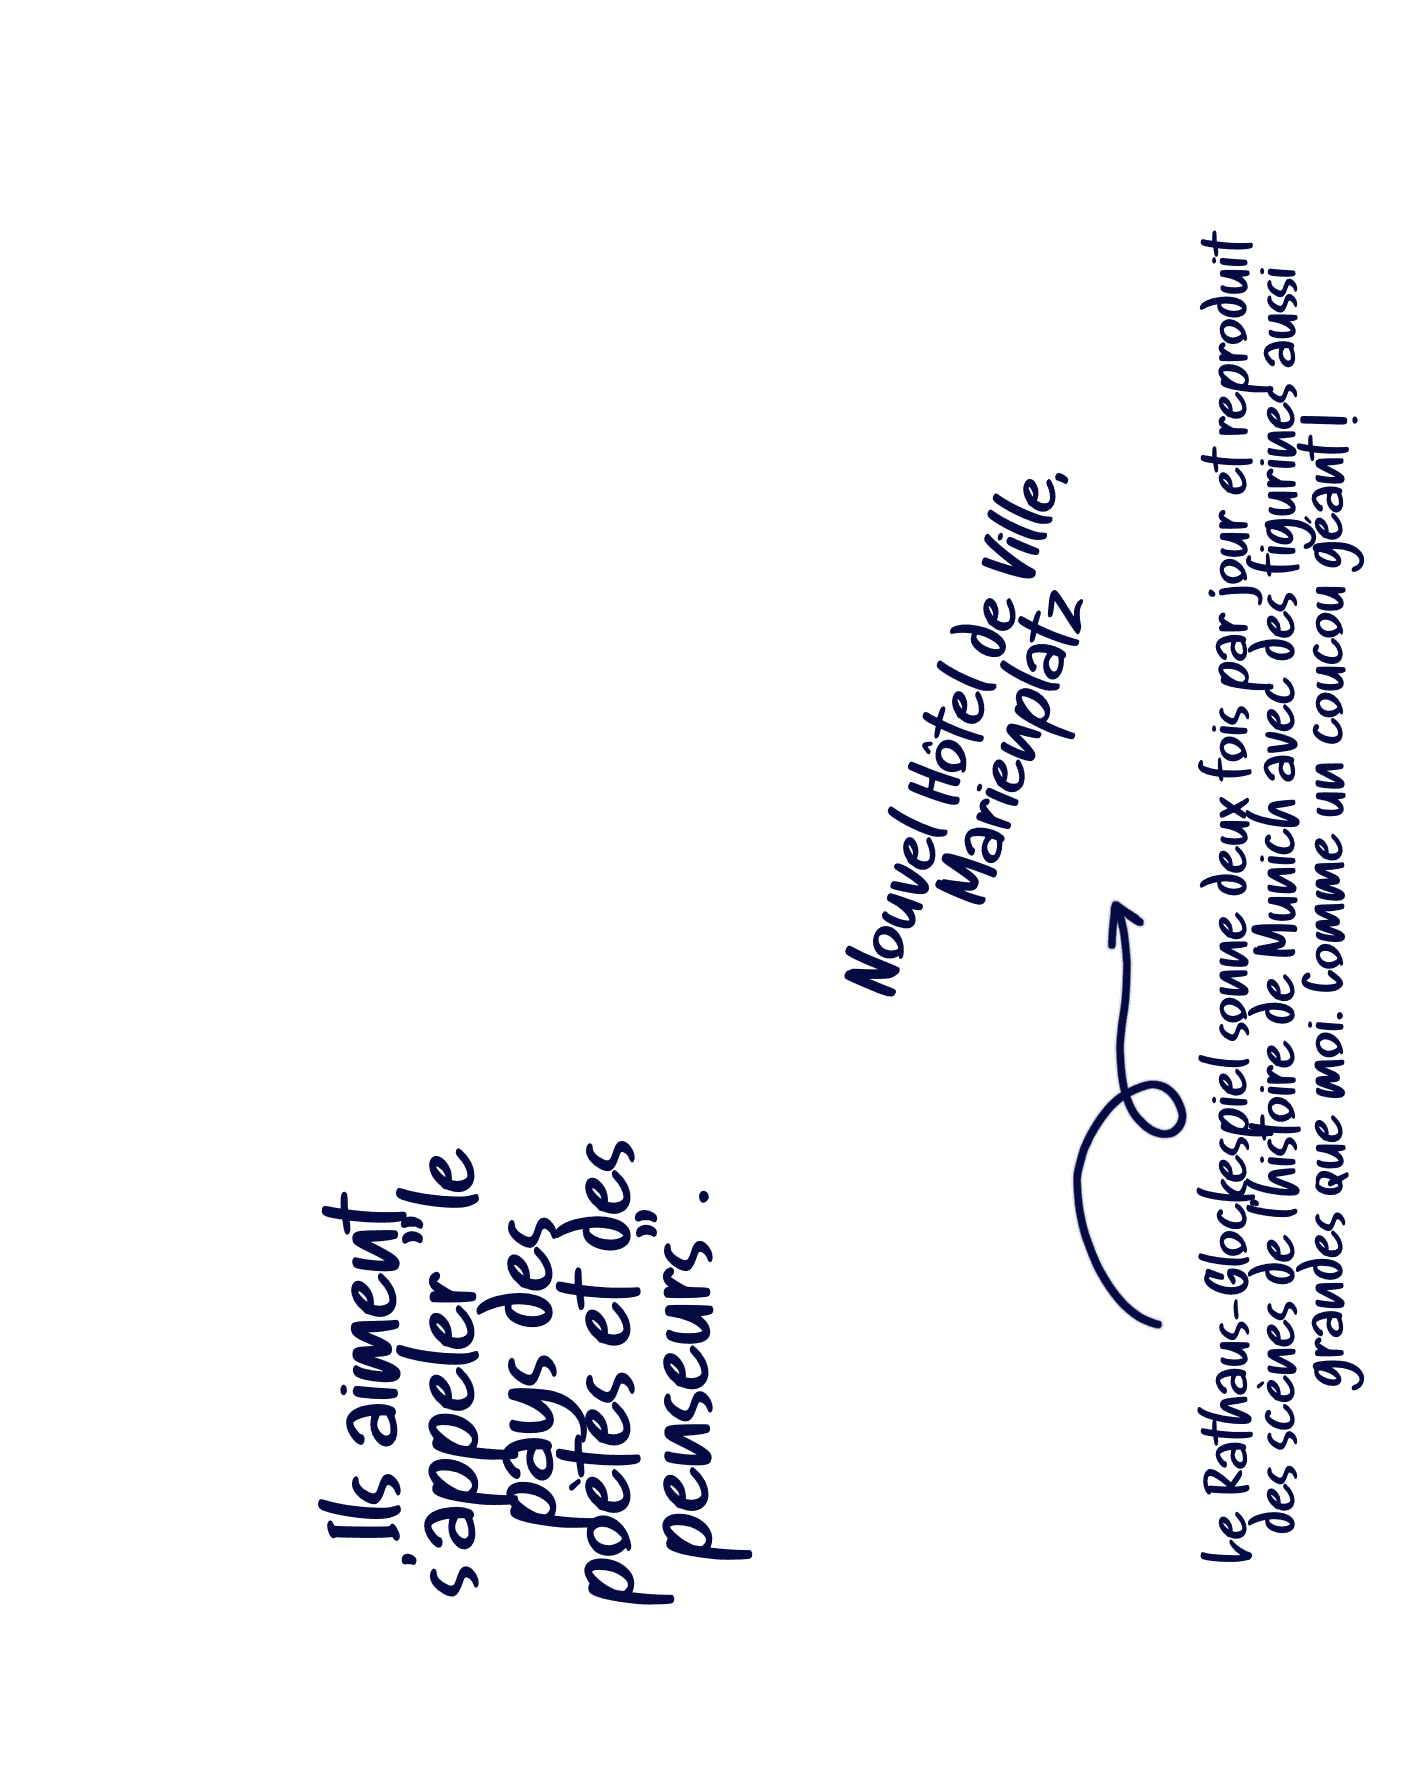 Ils aiment
s'appeler "le
pays des
poètes et des
penseurs".
Nouvel Hôtel de Ville,
Marienplatz
Le Rathaus-Glockespiel sonne deux fois par jour et reproduit
des scènes de l'histoire de Munich avec des figurines aussi
grandes que moi. Comme un coucou géant !